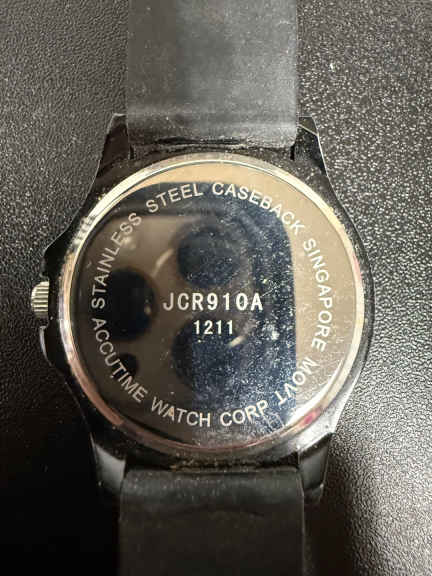 STAINLESS STEEL CASEBACK SINGAPORE MOVT ACCUTIME WATCH CORP
JCR910A
1211